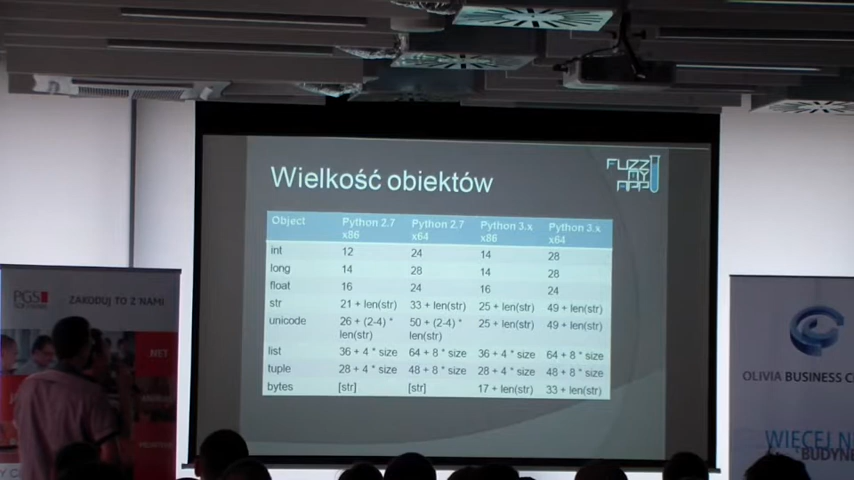 Wielkość obiektów
FUZZ
MY
APP
Object Python 2.7 x86 Python 2.7 x64 Python 3.x x86 Python 3.x x64
int 12 24 14 28
long 14 28 14 28
float 16 24 16 24
str 21 + len(str) 33 + len(str) 25 + len(str) 49 + len(str)
unicode 26 + (2-4) * len(str) 50 + (2-4) * len(str) 25 + len(str) 49 + len(str)
list 36 + 4 * size 64 + 8 * size 36 + 4 * size 64 + 8 * size
tuple 28 + 4 * size 48 + 8 * size 28 + 4 * size 48 + 8 * size
bytes [str] [str] 17 + len(str) 33 + len(str)
PGS
ZAKODUJ TO Z NAMI
.NET
OLIVIA BUSINESS C
WIĘCEJ N
BUDYNE